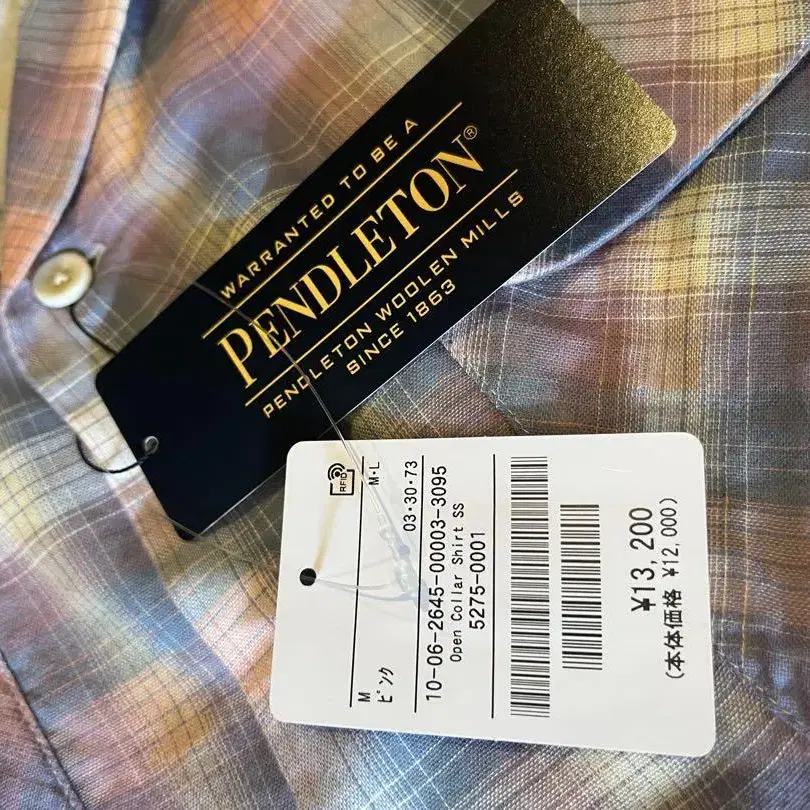 WARRANTED TO BE A
PENDLETON®
PENDLETON WOOLEN MILLS
SINCE 1863
RFID
M・L
M
ピンク
03・30・73
10-06-2645-00003-3095
Open Collar Shirt SS
5275-0001
¥13,200
(本体価格 ¥12,000)